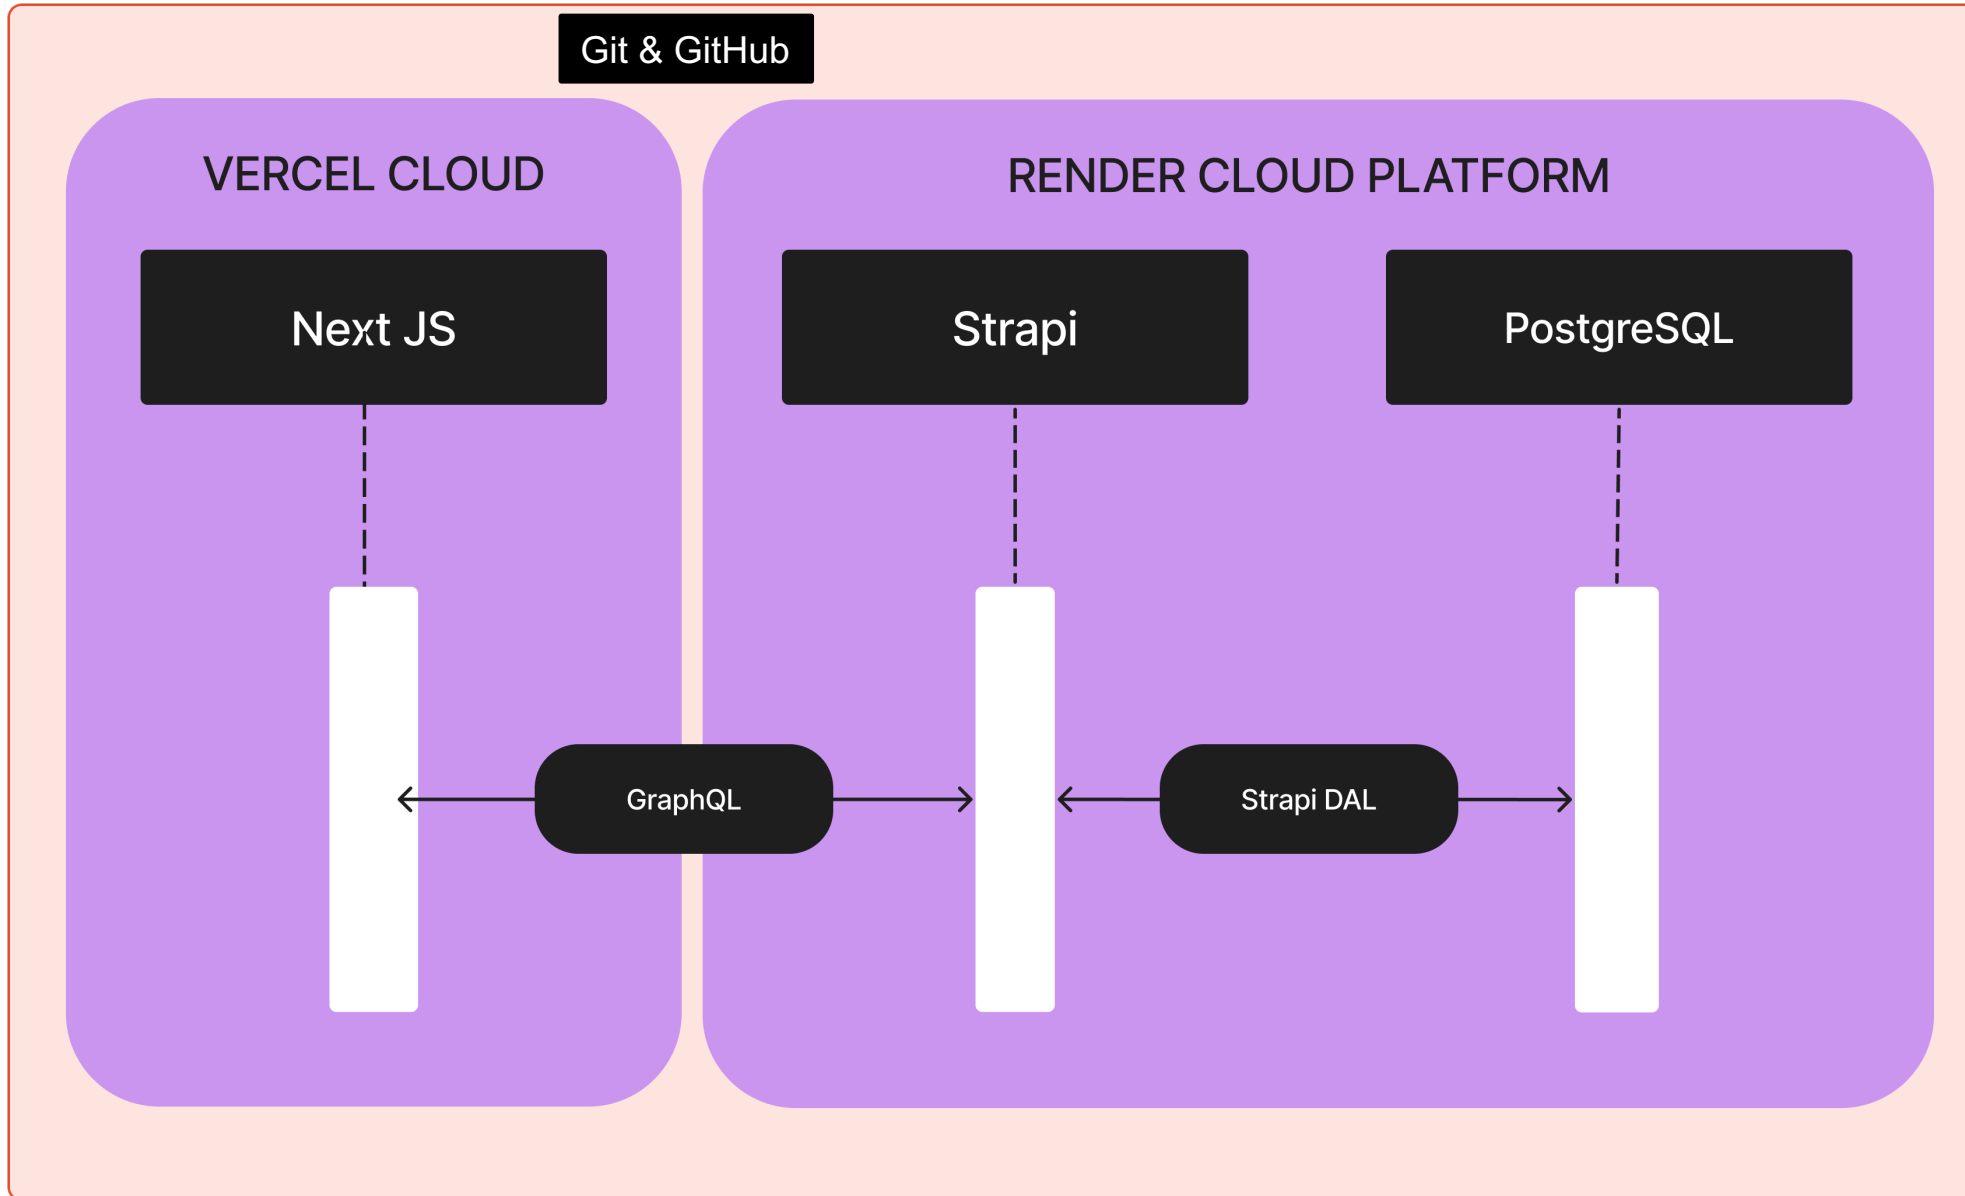 Git & GitHub
VERCEL CLOUD
RENDER CLOUD PLATFORM
Next JS
Strapi
PostgreSQL
GraphQL
Strapi DAL